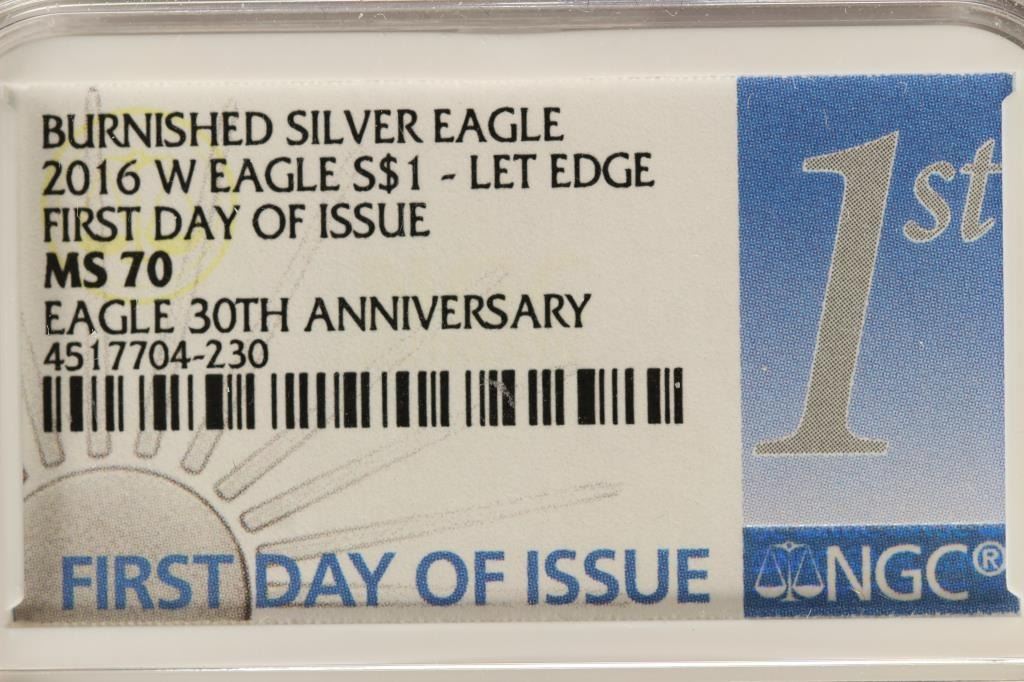 BURNISHED SILVER EAGLE
2016 W EAGLE S$1 - LET EDGE
FIRST DAY OF ISSUE
MS 70
EAGLE 30TH ANNIVERSARY
4517704-230
FIRST DAY OF ISSUE
1st
NGC®